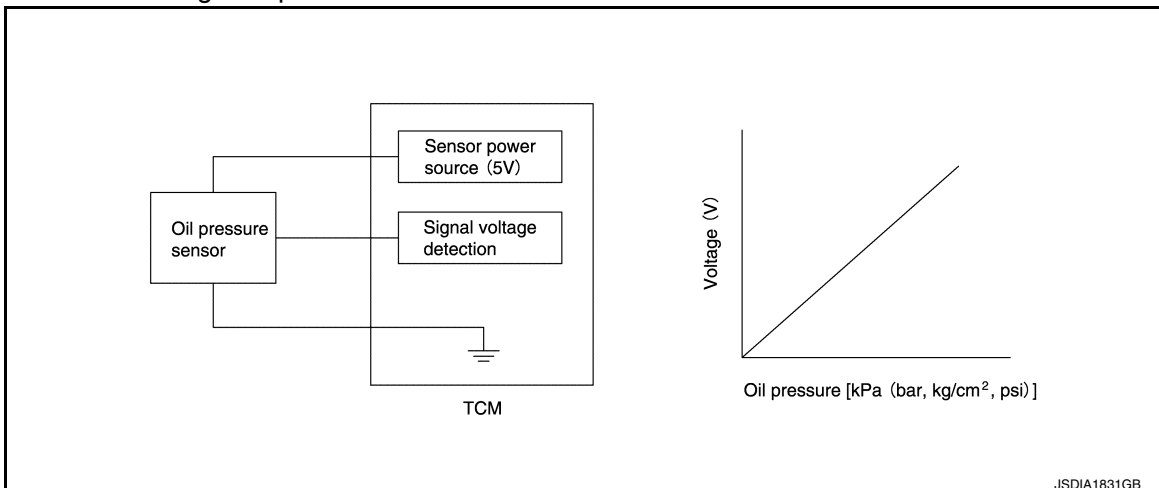 Sensor power
source (5V)
Oil pressure
sensor
Signal voltage
detection
TCM
Voltage (V)
Oil pressure [kPa (bar, kg/cm², psi)]
JSDIA1831GB